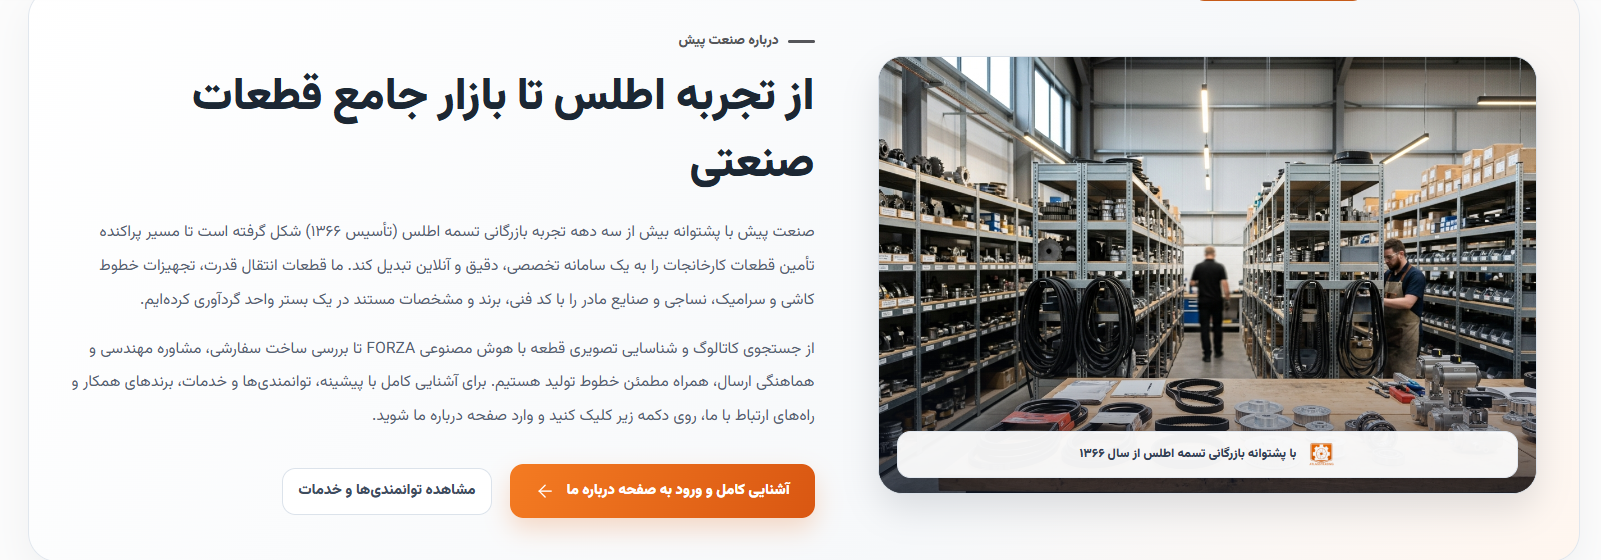 درباره صنعت پیش
از تجربه اطلس تا بازار جامع قطعات
صنعتی
صنعت پیش با پشتوانه بیش از سه دهه تجربه بازرگانی تسمه اطلس (تأسیس ۱۳۶۶) شکل گرفته است تا مسیر پراکنده
تأمین قطعات کارخانجات را به یک سامانه تخصصی، دقیق و آنلاین تبدیل کند. ما قطعات انتقال قدرت، تجهیزات خطوط
کاشی و سرامیک، نساجی و صنایع مادر را با کد فنی، برند و مشخصات مستند در یک بستر واحد گردآوری کرده‌ایم.
از جستجوی کاتالوگ و شناسایی تصویری قطعه با هوش مصنوعی FORZA تا بررسی ساخت سفارشی، مشاوره مهندسی و
هماهنگی ارسال، همراه مطمئن خطوط تولید هستیم. برای آشنایی کامل با پیشینه، توانمندی‌ها و خدمات، برندهای همکار و
راه‌های ارتباط با ما، روی دکمه زیر کلیک کنید و وارد صفحه درباره ما شوید.
آشنایی کامل و ورود به صفحه درباره ما
مشاهده توانمندی‌ها و خدمات
با پشتوانه بازرگانی تسمه اطلس از سال ۱۳۶۶